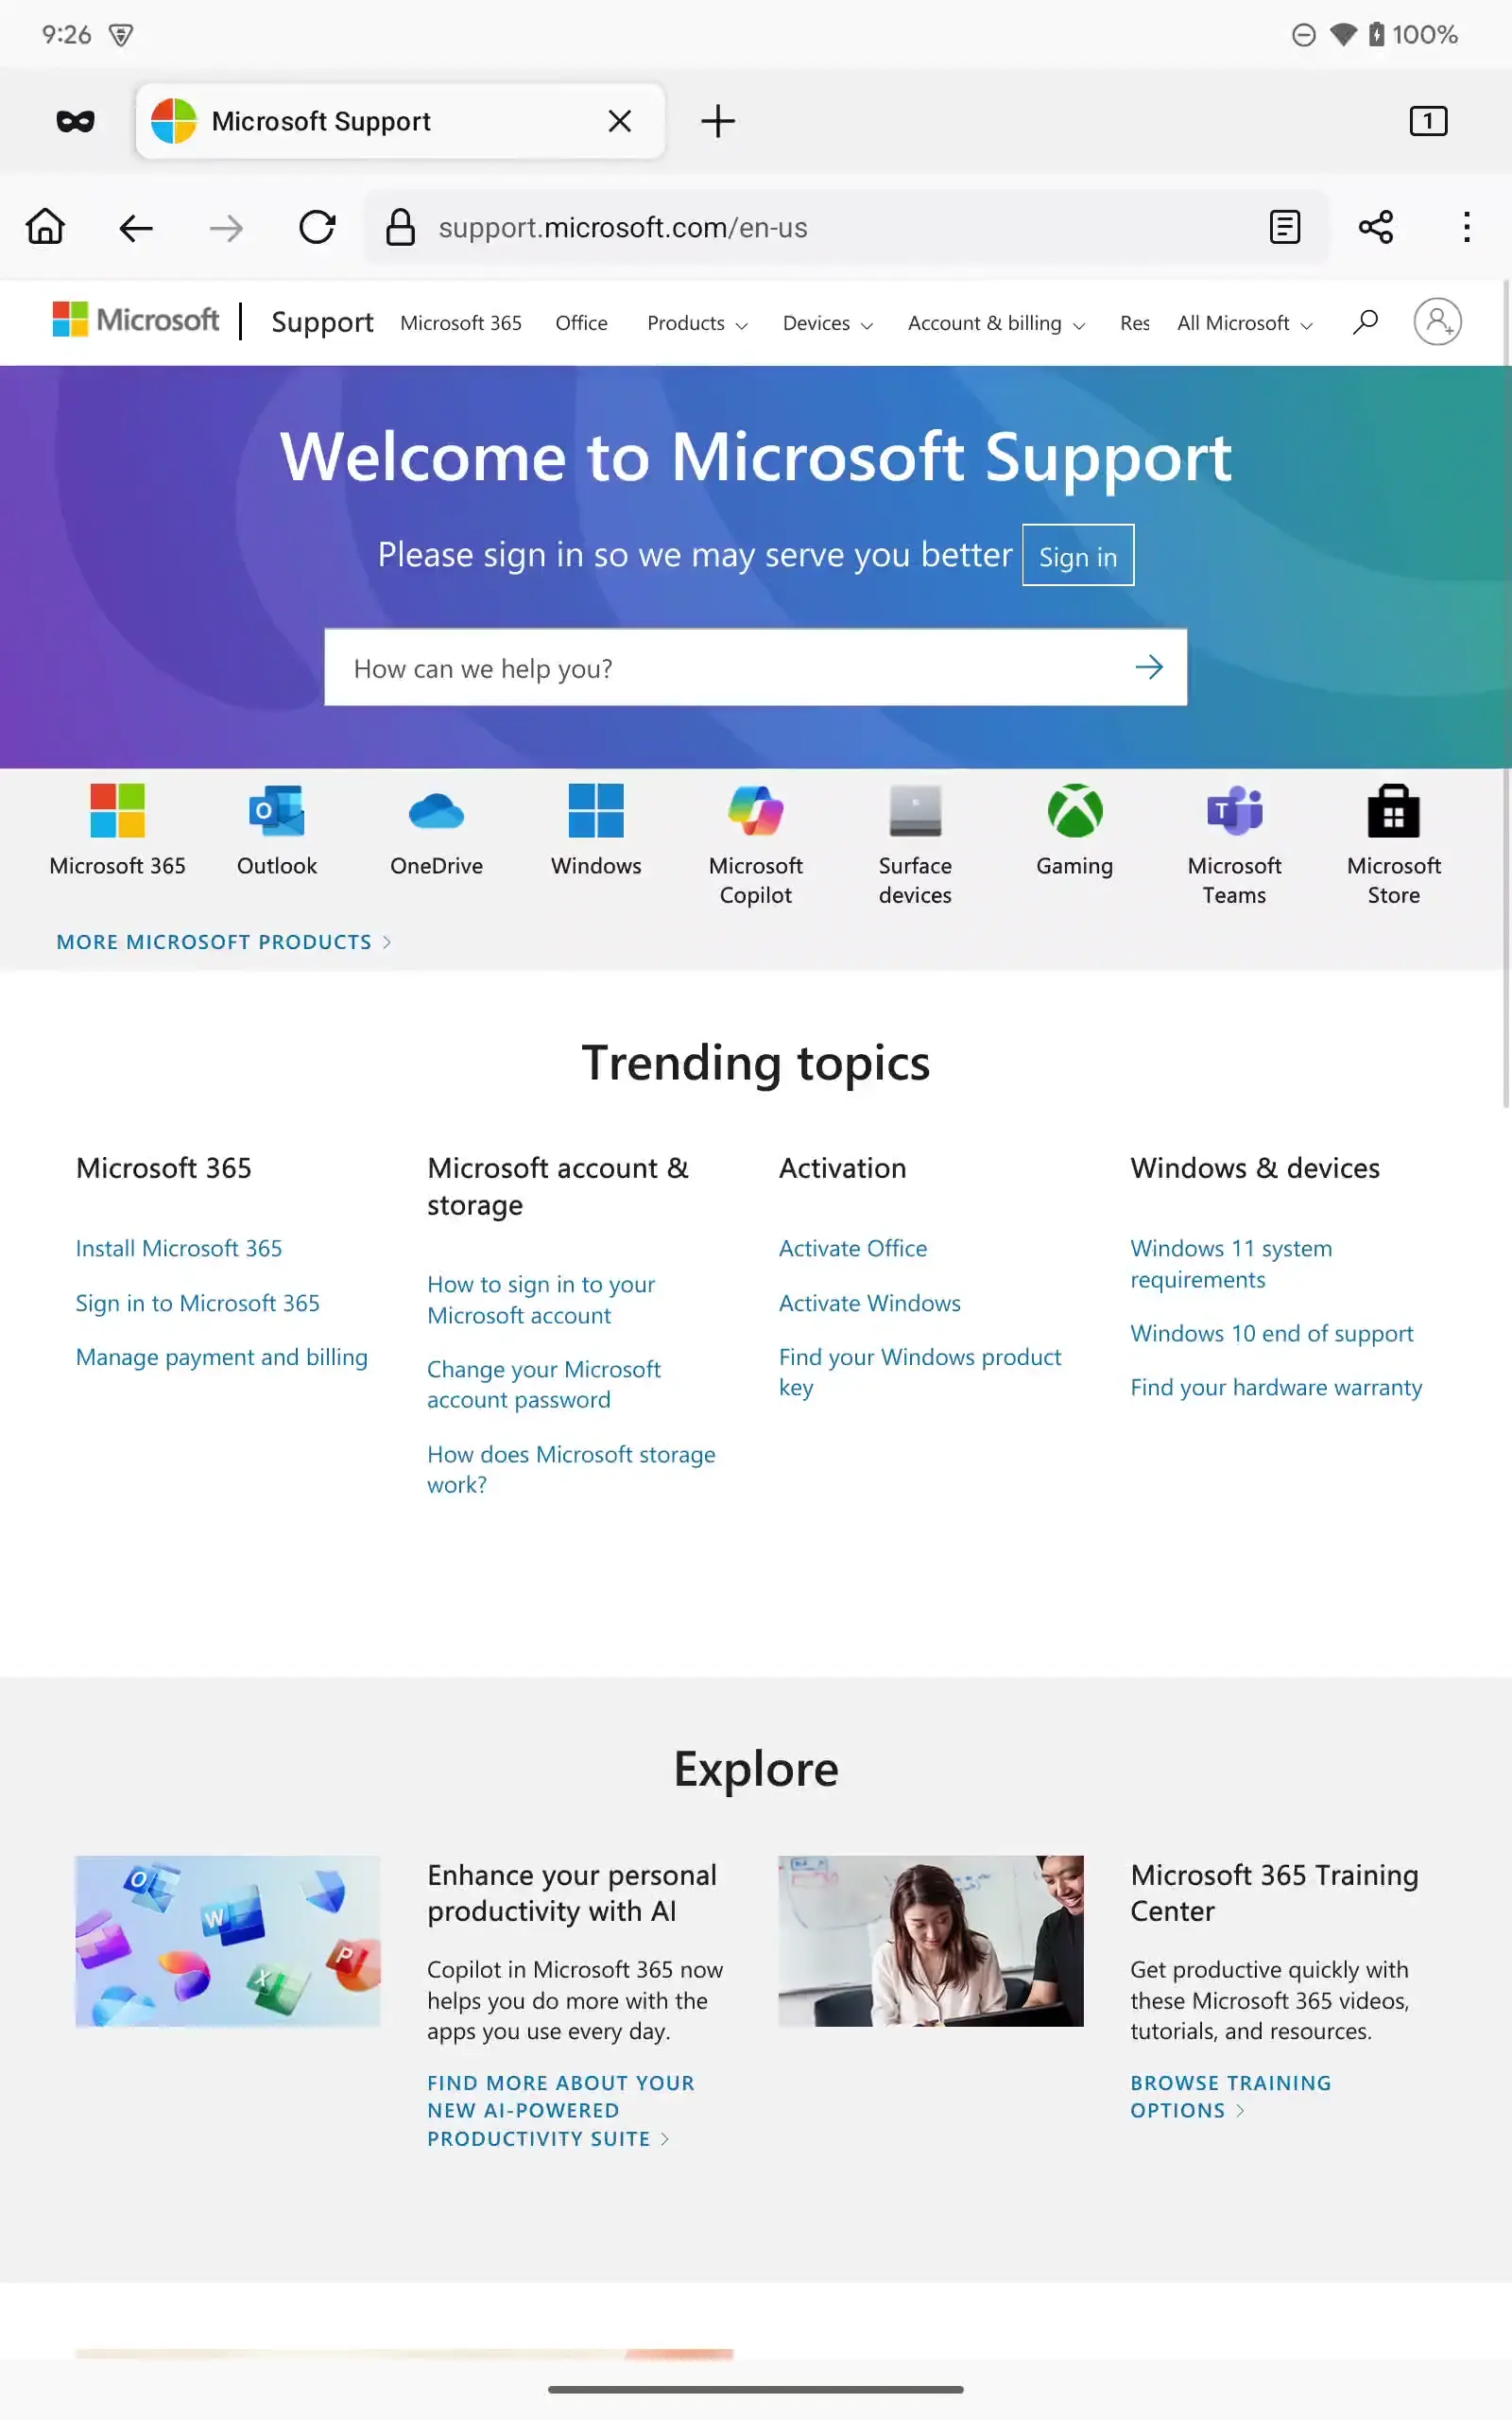 9:26
100%
Microsoft Support
1
support.microsoft.com/en-us
Microsoft
Support
Microsoft 365
Office
Products
Devices
Account & billing
Res
All Microsoft
Welcome to Microsoft Support
Please sign in so we may serve you better
Sign in
How can we help you?
Microsoft 365
Outlook
OneDrive
Windows
Microsoft
Copilot
Surface
devices
Gaming
Microsoft
Teams
Microsoft
Store
MORE MICROSOFT PRODUCTS
Trending topics
Microsoft 365
Install Microsoft 365
Sign in to Microsoft 365
Manage payment and billing
Microsoft account &
storage
How to sign in to your
Microsoft account
Change your Microsoft
account password
How does Microsoft storage
work?
Activation
Activate Office
Activate Windows
Find your Windows product
key
Windows & devices
Windows 11 system
requirements
Windows 10 end of support
Find your hardware warranty
Explore
Enhance your personal
productivity with AI
Copilot in Microsoft 365 now
helps you do more with the
apps you use every day.
FIND MORE ABOUT YOUR
NEW AI-POWERED
PRODUCTIVITY SUITE
Microsoft 365 Training
Center
Get productive quickly with
these Microsoft 365 videos,
tutorials, and resources.
BROWSE TRAINING
OPTIONS